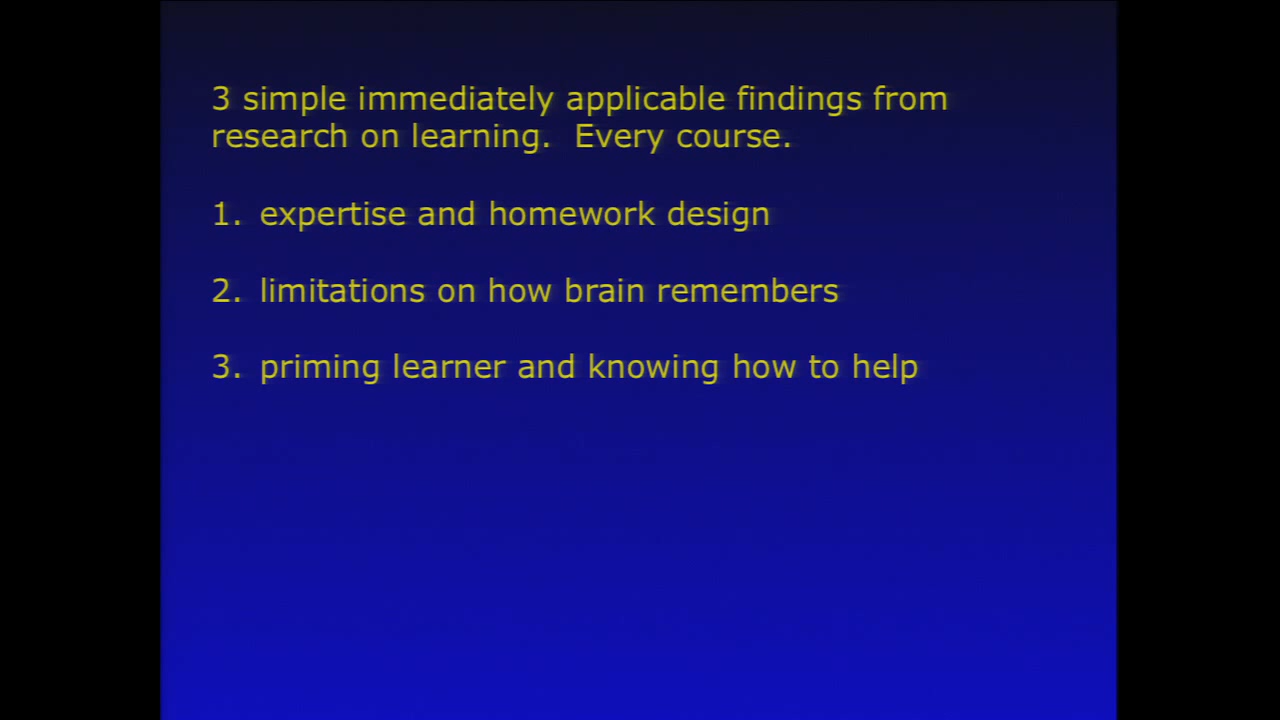 3 simple immediately applicable findings from
research on learning.  Every course.
1. expertise and homework design
2. limitations on how brain remembers
3. priming learner and knowing how to help